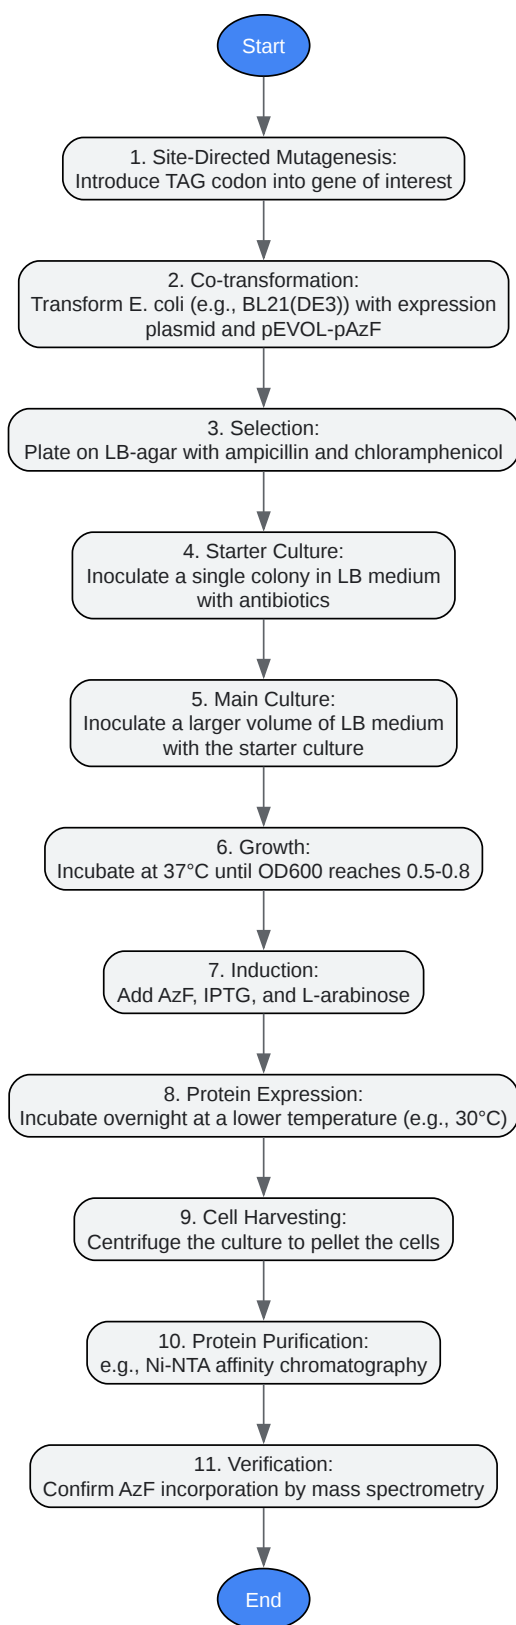 Start
1. Site-Directed Mutagenesis:
Introduce TAG codon into gene of interest
2. Co-transformation:
Transform E. coli (e.g., BL21(DE3)) with expression
plasmid and pEVOL-pAzF
3. Selection:
Plate on LB-agar with ampicillin and chloramphenicol
4. Starter Culture:
Inoculate a single colony in LB medium
with antibiotics
5. Main Culture:
Inoculate a larger volume of LB medium
with the starter culture
6. Growth:
Incubate at 37°C until OD600 reaches 0.5-0.8
7. Induction:
Add AzF, IPTG, and L-arabinose
8. Protein Expression:
Incubate overnight at a lower temperature (e.g., 30°C)
9. Cell Harvesting:
Centrifuge the culture to pellet the cells
10. Protein Purification:
e.g., Ni-NTA affinity chromatography
11. Verification:
Confirm AzF incorporation by mass spectrometry
End